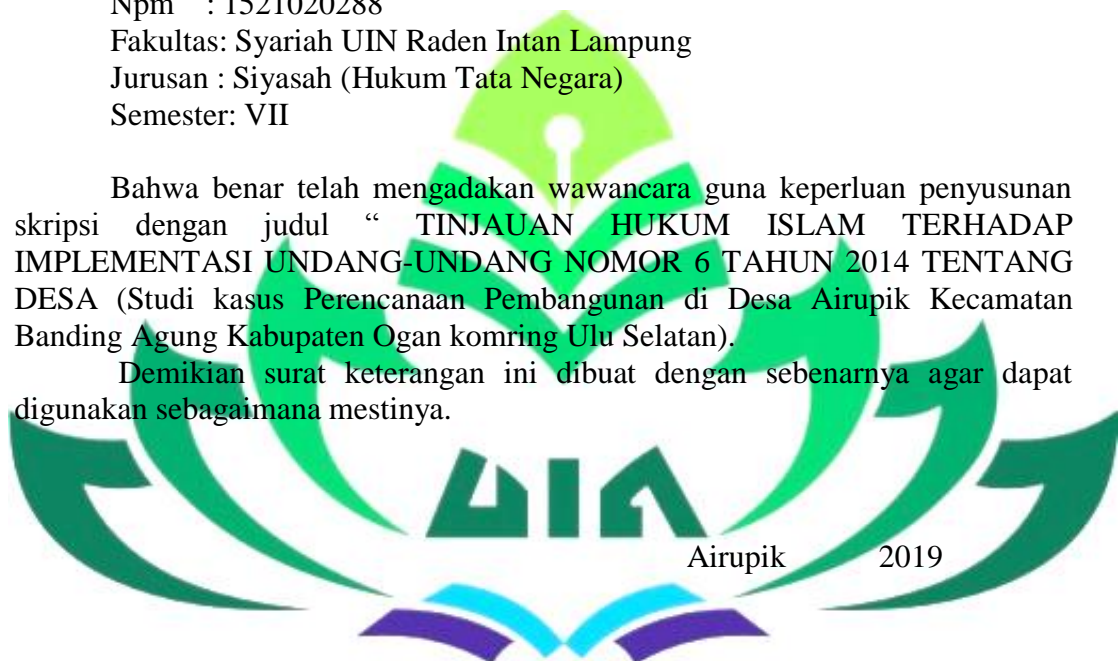 Npm : 1521020288
Fakultas: Syariah UIN Raden Intan Lampung
Jurusan : Siyasah (Hukum Tata Negara)
Semester: VII
Bahwa benar telah mengadakan wawancara guna keperluan penyusunan
skripsi dengan judul “ TINJAUAN HUKUM ISLAM TERHADAP
IMPLEMENTASI UNDANG-UNDANG NOMOR 6 TAHUN 2014 TENTANG
DESA (Studi kasus Perencanaan Pembangunan di Desa Airupik Kecamatan
Banding Agung Kabupaten Ogan komring Ulu Selatan).
Demikian surat keterangan ini dibuat dengan sebenarnya agar dapat
digunakan sebagaimana mestinya.
UIN
Airupik 2019